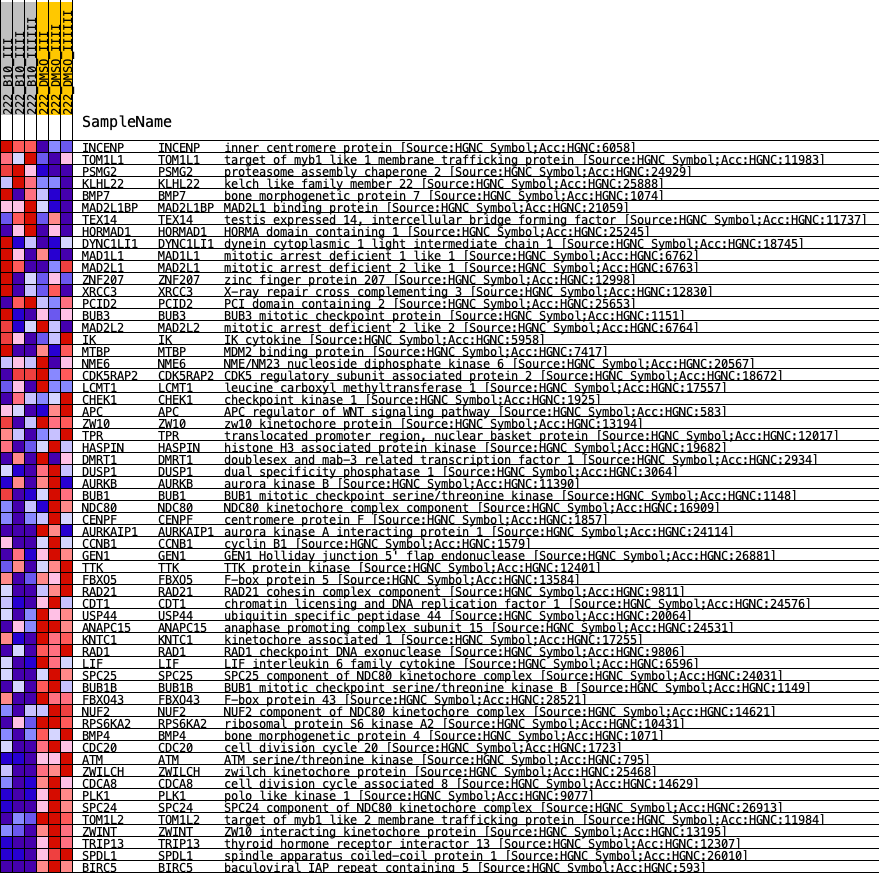 222_B10_III
222_B10_IIII
222_B10_IIIIII
222_DMSO_III
222_DMSO_IIII
222_DMSO_IIIIII
SampleName
INCENP INCENP inner centromere protein [Source:HGNC Symbol;Acc:HGNC:6058]
TOM1L1 TOM1L1 target of myb1 like 1 membrane trafficking protein [Source:HGNC Symbol;Acc:HGNC:11983]
PSMG2 PSMG2 proteasome assembly chaperone 2 [Source:HGNC Symbol;Acc:HGNC:24929]
KLHL22 KLHL22 kelch like family member 22 [Source:HGNC Symbol;Acc:HGNC:25888]
BMP7 BMP7 bone morphogenetic protein 7 [Source:HGNC Symbol;Acc:HGNC:1074]
MAD2L1BP MAD2L1BP MAD2L1 binding protein [Source:HGNC Symbol;Acc:HGNC:21059]
TEX14 TEX14 testis expressed 14, intercellular bridge forming factor [Source:HGNC Symbol;Acc:HGNC:11737]
HORMAD1 HORMAD1 HORMA domain containing 1 [Source:HGNC Symbol;Acc:HGNC:25245]
DYNC1LI1 DYNC1LI1 dynein cytoplasmic 1 light intermediate chain 1 [Source:HGNC Symbol;Acc:HGNC:18745]
MAD1L1 MAD1L1 mitotic arrest deficient 1 like 1 [Source:HGNC Symbol;Acc:HGNC:6762]
MAD2L1 MAD2L1 mitotic arrest deficient 2 like 1 [Source:HGNC Symbol;Acc:HGNC:6763]
ZNF207 ZNF207 zinc finger protein 207 [Source:HGNC Symbol;Acc:HGNC:12998]
XRCC3 XRCC3 X-ray repair cross complementing 3 [Source:HGNC Symbol;Acc:HGNC:12830]
PCID2 PCID2 PCI domain containing 2 [Source:HGNC Symbol;Acc:HGNC:25653]
BUB3 BUB3 BUB3 mitotic checkpoint protein [Source:HGNC Symbol;Acc:HGNC:1151]
MAD2L2 MAD2L2 mitotic arrest deficient 2 like 2 [Source:HGNC Symbol;Acc:HGNC:6764]
IK IK IK cytokine [Source:HGNC Symbol;Acc:HGNC:5958]
MTBP MTBP MDM2 binding protein [Source:HGNC Symbol;Acc:HGNC:7417]
NME6 NME6 NME/NM23 nucleoside diphosphate kinase 6 [Source:HGNC Symbol;Acc:HGNC:20567]
CDK5RAP2 CDK5RAP2 CDK5 regulatory subunit associated protein 2 [Source:HGNC Symbol;Acc:HGNC:18672]
LCMT1 LCMT1 leucine carboxyl methyltransferase 1 [Source:HGNC Symbol;Acc:HGNC:17557]
CHEK1 CHEK1 checkpoint kinase 1 [Source:HGNC Symbol;Acc:HGNC:1925]
APC APC APC regulator of WNT signaling pathway [Source:HGNC Symbol;Acc:HGNC:583]
ZW10 ZW10 zw10 kinetochore protein [Source:HGNC Symbol;Acc:HGNC:13194]
TPR TPR translocated promoter region, nuclear basket protein [Source:HGNC Symbol;Acc:HGNC:12017]
HASPIN HASPIN histone H3 associated protein kinase [Source:HGNC Symbol;Acc:HGNC:19682]
DMRT1 DMRT1 doublesex and mab-3 related transcription factor 1 [Source:HGNC Symbol;Acc:HGNC:2934]
DUSP1 DUSP1 dual specificity phosphatase 1 [Source:HGNC Symbol;Acc:HGNC:3064]
AURKB AURKB aurora kinase B [Source:HGNC Symbol;Acc:HGNC:11390]
BUB1 BUB1 BUB1 mitotic checkpoint serine/threonine kinase [Source:HGNC Symbol;Acc:HGNC:1148]
NDC80 NDC80 NDC80 kinetochore complex component [Source:HGNC Symbol;Acc:HGNC:16909]
CENPF CENPF centromere protein F [Source:HGNC Symbol;Acc:HGNC:1857]
AURKAIP1 AURKAIP1 aurora kinase A interacting protein 1 [Source:HGNC Symbol;Acc:HGNC:24114]
CCNB1 CCNB1 cyclin B1 [Source:HGNC Symbol;Acc:HGNC:1579]
GEN1 GEN1 GEN1 Holliday junction 5' flap endonuclease [Source:HGNC Symbol;Acc:HGNC:26881]
TTK TTK TTK protein kinase [Source:HGNC Symbol;Acc:HGNC:12401]
FBXO5 FBXO5 F-box protein 5 [Source:HGNC Symbol;Acc:HGNC:13584]
RAD21 RAD21 RAD21 cohesin complex component [Source:HGNC Symbol;Acc:HGNC:9811]
CDT1 CDT1 chromatin licensing and DNA replication factor 1 [Source:HGNC Symbol;Acc:HGNC:24576]
USP44 USP44 ubiquitin specific peptidase 44 [Source:HGNC Symbol;Acc:HGNC:20064]
ANAPC15 ANAPC15 anaphase promoting complex subunit 15 [Source:HGNC Symbol;Acc:HGNC:24531]
KNTC1 KNTC1 kinetochore associated 1 [Source:HGNC Symbol;Acc:HGNC:17255]
RAD1 RAD1 RAD1 checkpoint DNA exonuclease [Source:HGNC Symbol;Acc:HGNC:9806]
LIF LIF LIF interleukin 6 family cytokine [Source:HGNC Symbol;Acc:HGNC:6596]
SPC25 SPC25 SPC25 component of NDC80 kinetochore complex [Source:HGNC Symbol;Acc:HGNC:24031]
BUB1B BUB1B BUB1 mitotic checkpoint serine/threonine kinase B [Source:HGNC Symbol;Acc:HGNC:1149]
FBXO43 FBXO43 F-box protein 43 [Source:HGNC Symbol;Acc:HGNC:28521]
NUF2 NUF2 NUF2 component of NDC80 kinetochore complex [Source:HGNC Symbol;Acc:HGNC:14621]
RPS6KA2 RPS6KA2 ribosomal protein S6 kinase A2 [Source:HGNC Symbol;Acc:HGNC:10431]
BMP4 BMP4 bone morphogenetic protein 4 [Source:HGNC Symbol;Acc:HGNC:1071]
CDC20 CDC20 cell division cycle 20 [Source:HGNC Symbol;Acc:HGNC:1723]
ATM ATM ATM serine/threonine kinase [Source:HGNC Symbol;Acc:HGNC:795]
ZWILCH ZWILCH zwilch kinetochore protein [Source:HGNC Symbol;Acc:HGNC:25468]
CDCA8 CDCA8 cell division cycle associated 8 [Source:HGNC Symbol;Acc:HGNC:14629]
PLK1 PLK1 polo like kinase 1 [Source:HGNC Symbol;Acc:HGNC:9077]
SPC24 SPC24 SPC24 component of NDC80 kinetochore complex [Source:HGNC Symbol;Acc:HGNC:26913]
TOM1L2 TOM1L2 target of myb1 like 2 membrane trafficking protein [Source:HGNC Symbol;Acc:HGNC:11984]
ZWINT ZWINT ZW10 interacting kinetochore protein [Source:HGNC Symbol;Acc:HGNC:13195]
TRIP13 TRIP13 thyroid hormone receptor interactor 13 [Source:HGNC Symbol;Acc:HGNC:12307]
SPDL1 SPDL1 spindle apparatus coiled-coil protein 1 [Source:HGNC Symbol;Acc:HGNC:26010]
BIRC5 BIRC5 baculoviral IAP repeat containing 5 [Source:HGNC Symbol;Acc:HGNC:593]